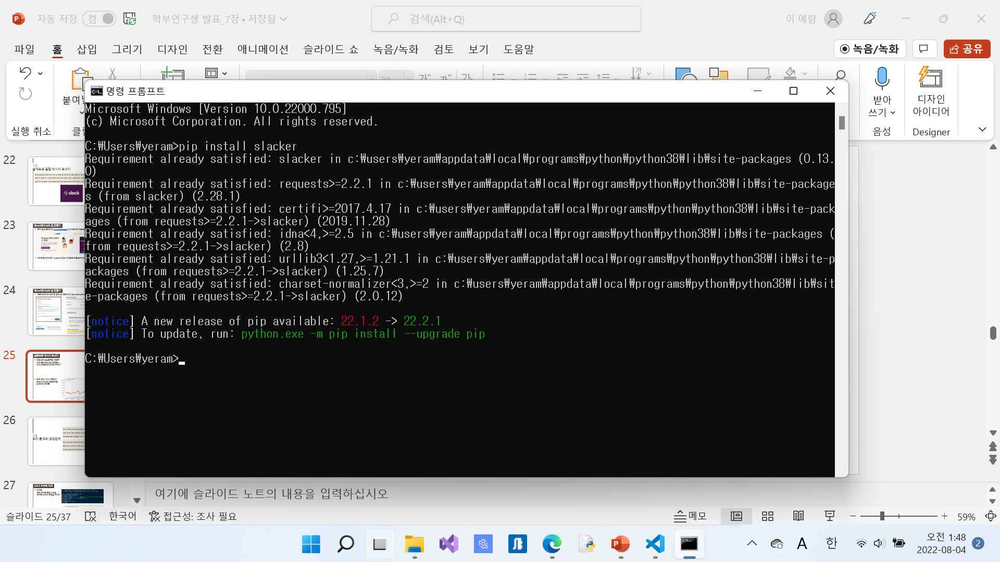 자동 저장 켬 학부연구생 발표_7장 • 저장됨 검색(Alt+Q) 이 예람
파일 홈 삽입 그리기 디자인 전환 애니메이션 슬라이드 쇼 녹음/녹화 검토 보기 도움말 녹음/녹화 공유
실행 취소
받아
쓰기
음성
디자인
아이디어
Designer
명령 프롬프트
Microsoft Windows [Version 10.0.22000.795]
(c) Microsoft Corporation. All rights reserved.
C:₩Users₩yeram>pip install slacker
Requirement already satisfied: slacker in c:₩users₩yeram₩appdata₩local₩programs₩python₩python38₩lib₩site-packages (0.13.
0)
Requirement already satisfied: requests>=2.2.1 in c:₩users₩yeram₩appdata₩local₩programs₩python₩python38₩lib₩site-package
s (from slacker) (2.28.1)
Requirement already satisfied: certifi>=2017.4.17 in c:₩users₩yeram₩appdata₩local₩programs₩python₩python38₩lib₩site-pack
ages (from requests>=2.2.1->slacker) (2019.11.28)
Requirement already satisfied: idna<4,>=2.5 in c:₩users₩yeram₩appdata₩local₩programs₩python₩python38₩lib₩site-packages (
from requests>=2.2.1->slacker) (2.8)
Requirement already satisfied: urllib3<1.27,>=1.21.1 in c:₩users₩yeram₩appdata₩local₩programs₩python₩python38₩lib₩site-p
ackages (from requests>=2.2.1->slacker) (1.25.7)
Requirement already satisfied: charset-normalizer<3,>=2 in c:₩users₩yeram₩appdata₩local₩programs₩python₩python38₩lib₩sit
e-packages (from requests>=2.2.1->slacker) (2.0.12)
[notice] A new release of pip available: 22.1.2 -> 22.2.1
[notice] To update, run: python.exe -m pip install --upgrade pip
C:₩Users₩yeram>
22
slack
23
24
25
26
27
여기에 슬라이드 노트의 내용을 입력하십시오
슬라이드 25/37 한국어 접근성: 조사 필요 메모 59%
A 한 오전 1:48
2022-08-04 2